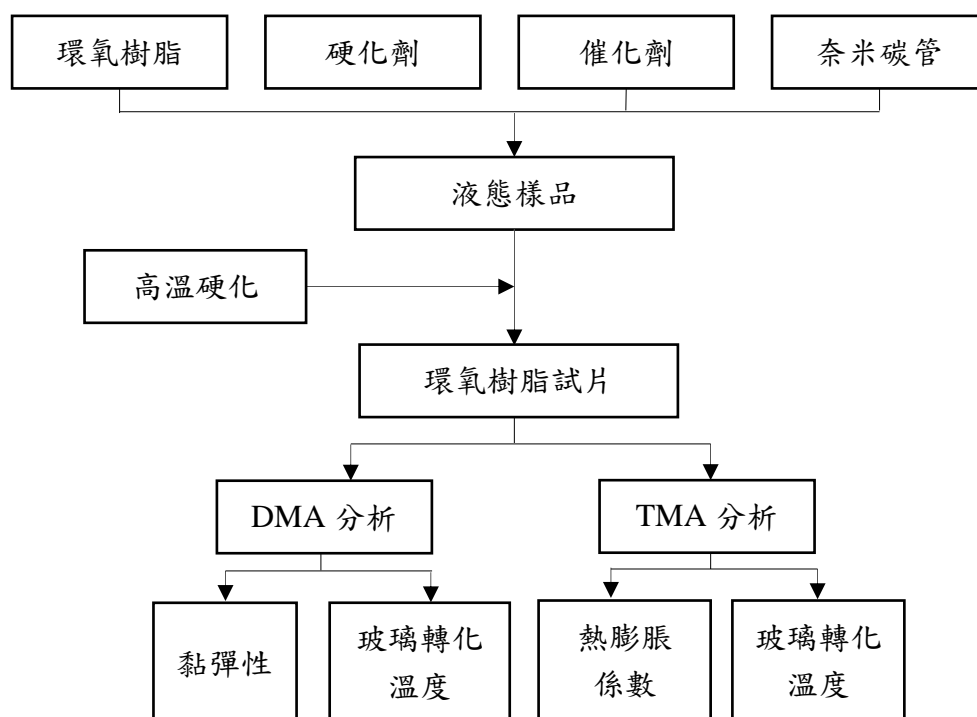 環氧樹脂
硬化劑
催化劑
奈米碳管
液態樣品
高溫硬化
環氧樹脂試片
DMA 分析
TMA 分析
黏彈性
玻璃轉化
溫度
熱膨脹
係數
玻璃轉化
溫度